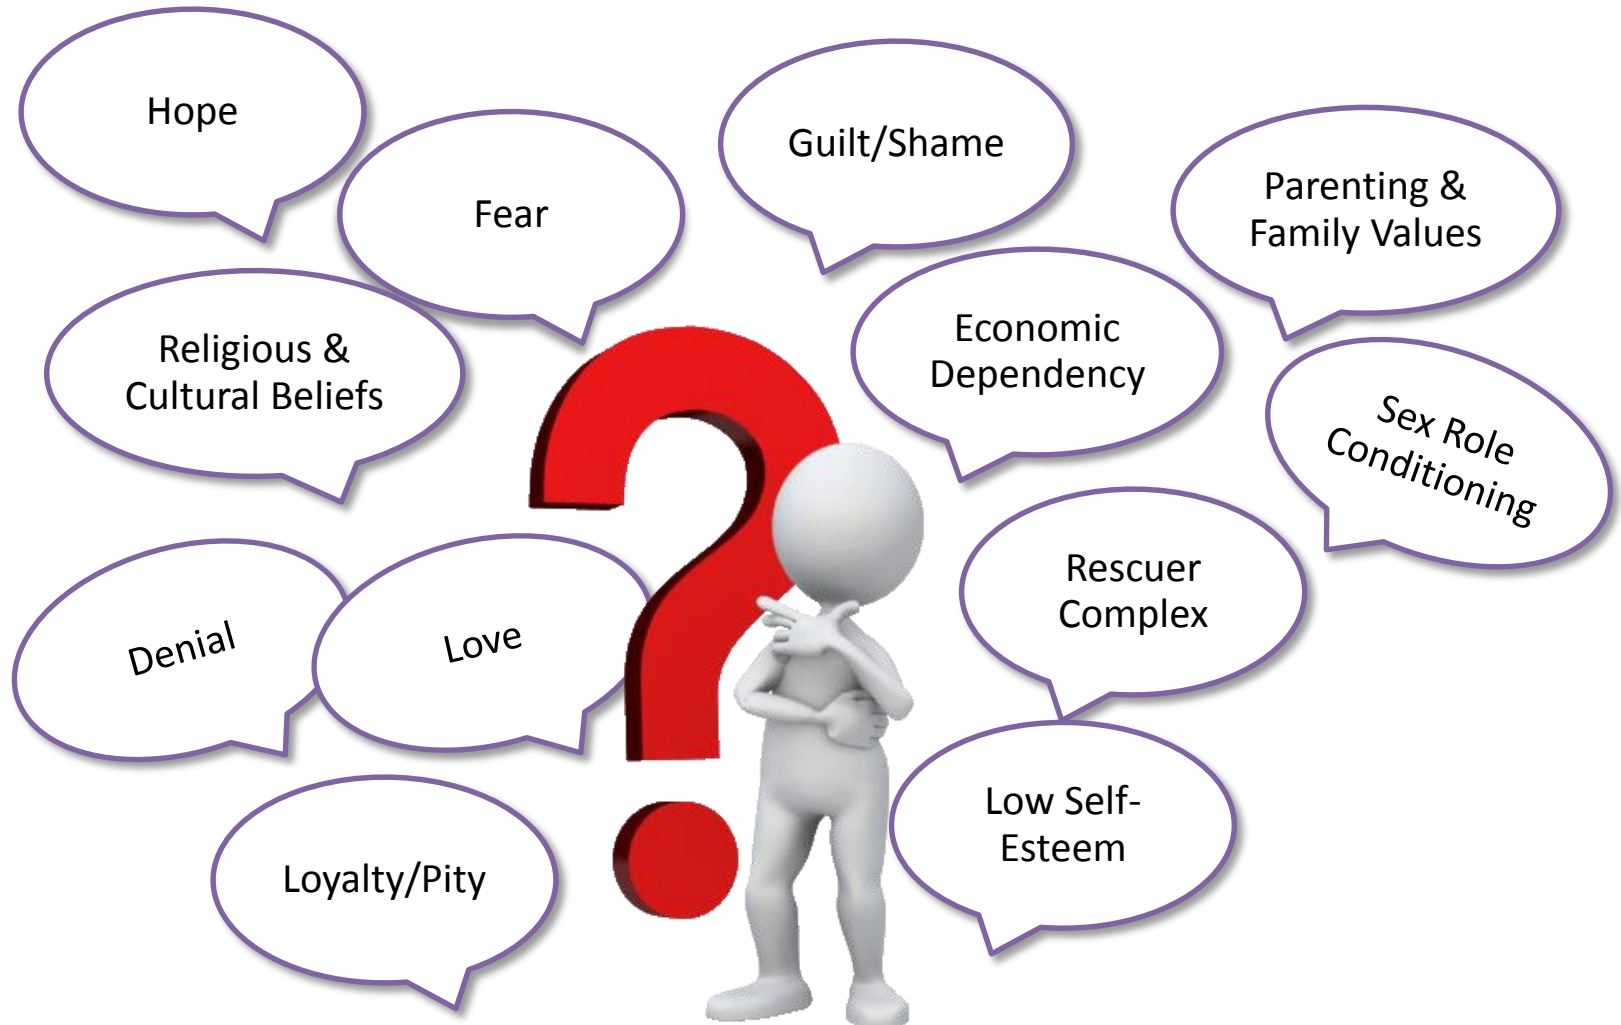 Hope
Fear
Guilt/Shame
Parenting &
Family Values
Religious &
Cultural Beliefs
Economic
Dependency
Sex Role
Conditioning
Denial
Love
Rescuer
Complex
Loyalty/Pity
Low Self-
Esteem